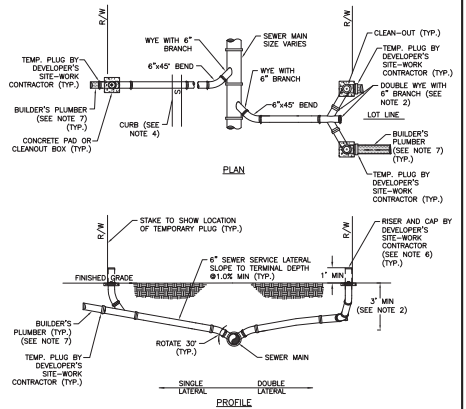 R/W
R/W
WYE WITH 6"
BRANCH
SEWER MAIN
SIZE VARIES
CLEAN-OUT (TYP.)
TEMP. PLUG BY
DEVELOPER'S
SITE-WORK
CONTRACTOR (TYP.)
6"x45° BEND
WYE WITH 6"
BRANCH
TEMP. PLUG BY
DEVELOPER'S
SITE-WORK
CONTRACTOR (TYP.)
DOUBLE WYE WITH
6" BRANCH (SEE
NOTE 2)
6"x45° BEND
LOT LINE
BUILDER'S PLUMBER
(SEE NOTE 7)
(TYP.)
S
CURB (SEE
NOTE 4)
BUILDER'S
PLUMBER
(SEE NOTE 7)
(TYP.)
CONCRETE PAD OR
CLEANOUT BOX (TYP.)
TEMP. PLUG BY
DEVELOPER'S
SITE-WORK
CONTRACTOR (TYP.)
PLAN
R/W
STAKE TO SHOW LOCATION
OF TEMPORARY PLUG (TYP.)
R/W
RISER AND CAP BY
DEVELOPER'S
SITE-WORK
CONTRACTOR
(SEE NOTE 6)
(TYP.)
6" SEWER SERVICE LATERAL
SLOPE TO TERMINAL DEPTH
@1.0% MIN (TYP.)
1" MIN
FINISHED GRADE
3' MIN
(SEE NOTE 2)
BUILDER'S
PLUMBER (TYP.)
(SEE NOTE 7)
ROTATE 30°
(TYP.)
SEWER MAIN
TEMP. PLUG BY
DEVELOPER'S
SITE-WORK
CONTRACTOR (TYP.)
SINGLE
LATERAL
DOUBLE
LATERAL
PROFILE